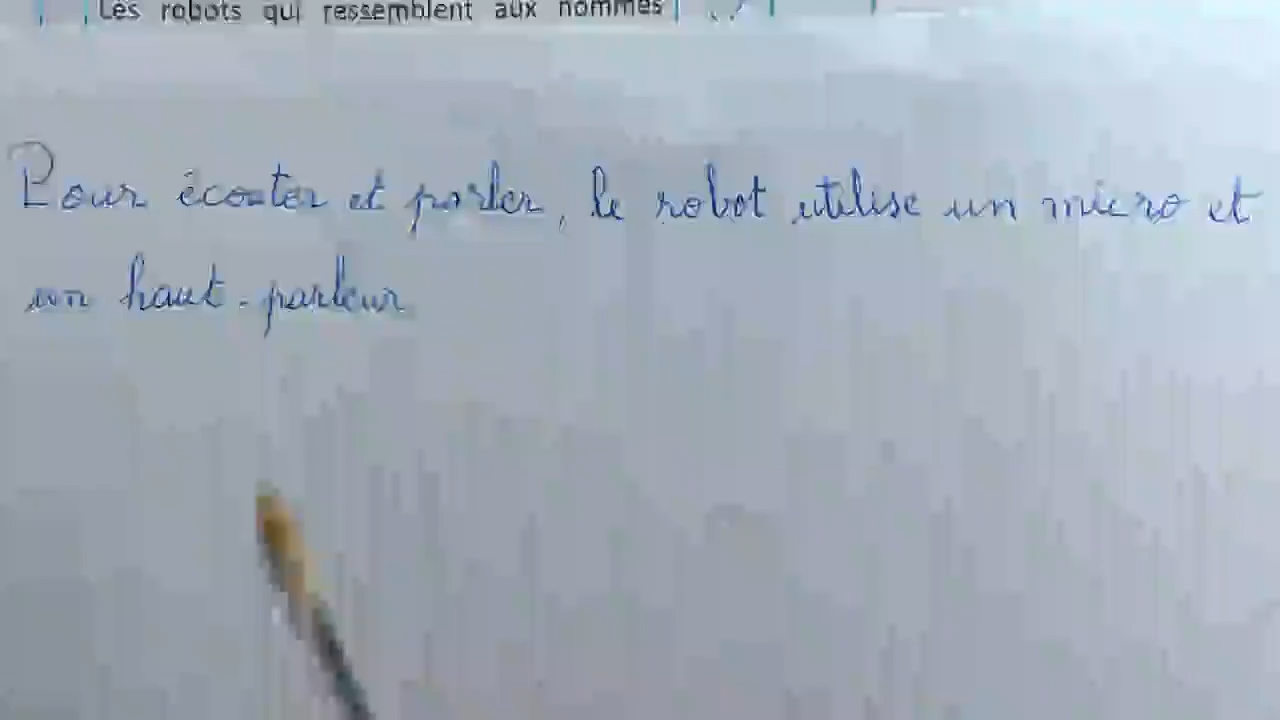 Les robots qui ressemblent aux hommes
Pour écouter et parler, le robot utilise un micro et
un haut-parleur